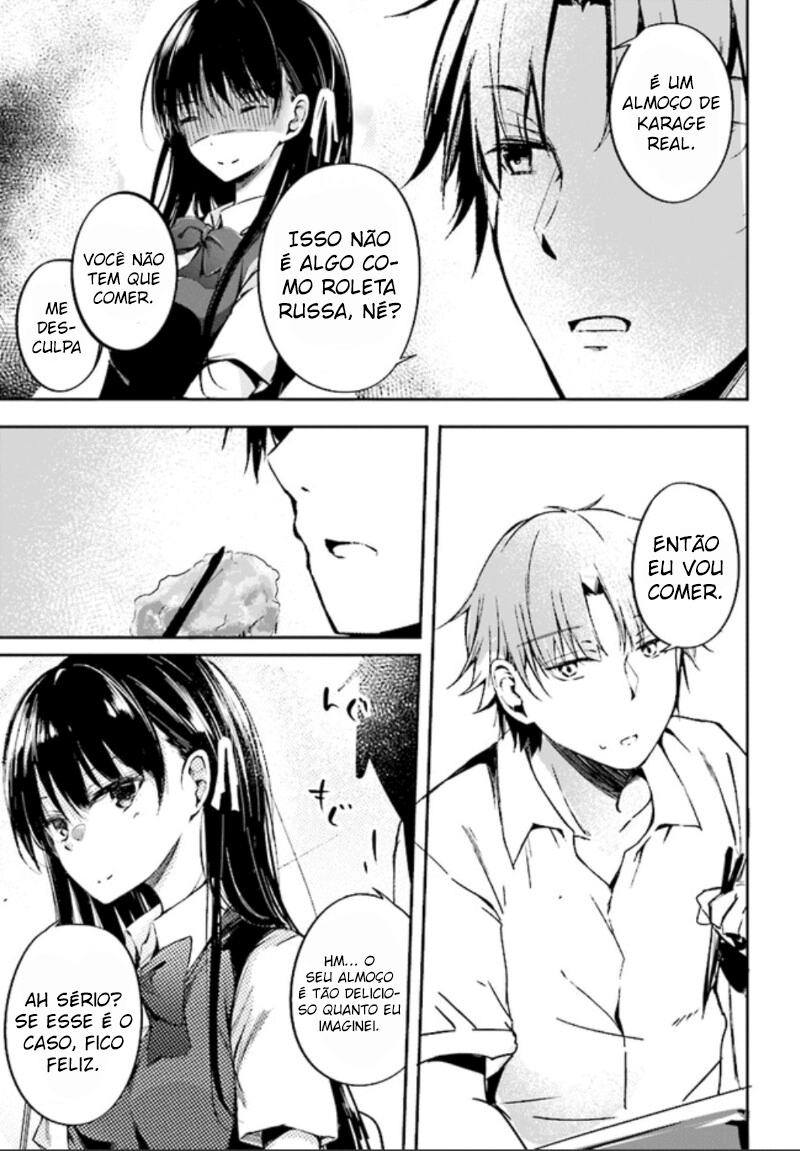 É UM
ALMOÇO DE
KARAGE
REAL.
ISSO NÃO
É ALGO CO-
MO ROLETA
RUSSA, NÉ?
VOCÊ NÃO
TEM QUE
COMER.
ME
DES-
CULPA
ENTÃO
EU VOU
COMER.
もぐ
HM... O
SEU ALMOÇO
É TÃO DELICIO-
SO QUANTO EU
IMAGINEI.
AH SÉRIO?
SE ESSE É O
CASO, FICO
FELIZ.